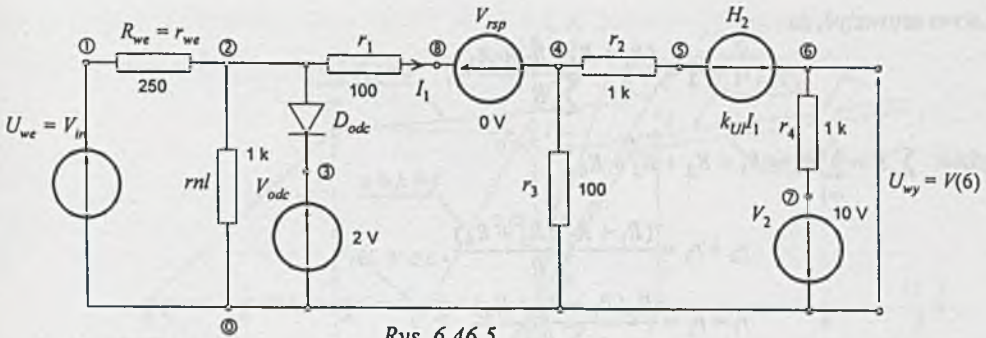 R_we = r_we
①
②
250
U_we = V_in
rnl
1 k
D_odc
③
V_odc
2 V
r_1
100
⑧
I_1
V_rsp
0 V
④
r_2
1 k
⑤
H_2
k_UI I_1
⑥
r_3
100
r_4
1 k
⑦
V_2
10 V
U_wy = V(6)
⓪
Rys. 6.46.5